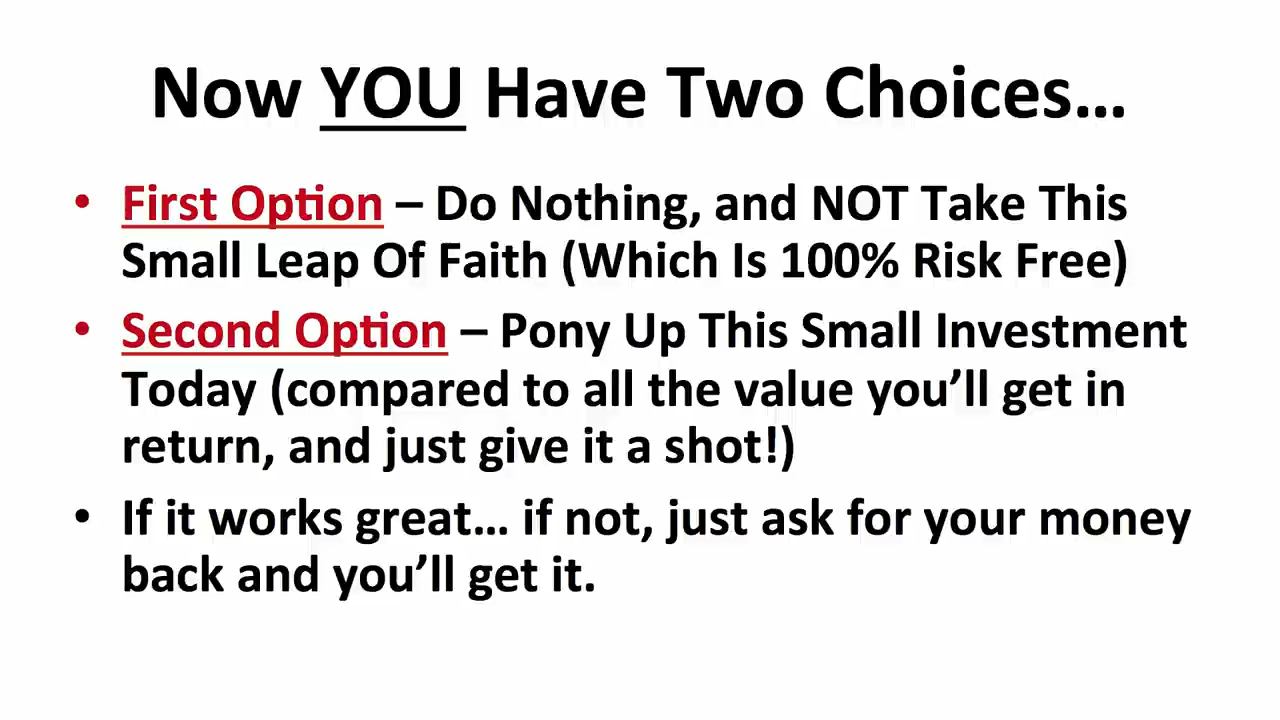 Now YOU Have Two Choices…
• First Option – Do Nothing, and NOT Take This
Small Leap Of Faith (Which Is 100% Risk Free)
• Second Option – Pony Up This Small Investment
Today (compared to all the value you’ll get in
return, and just give it a shot!)
• If it works great… if not, just ask for your money
back and you’ll get it.